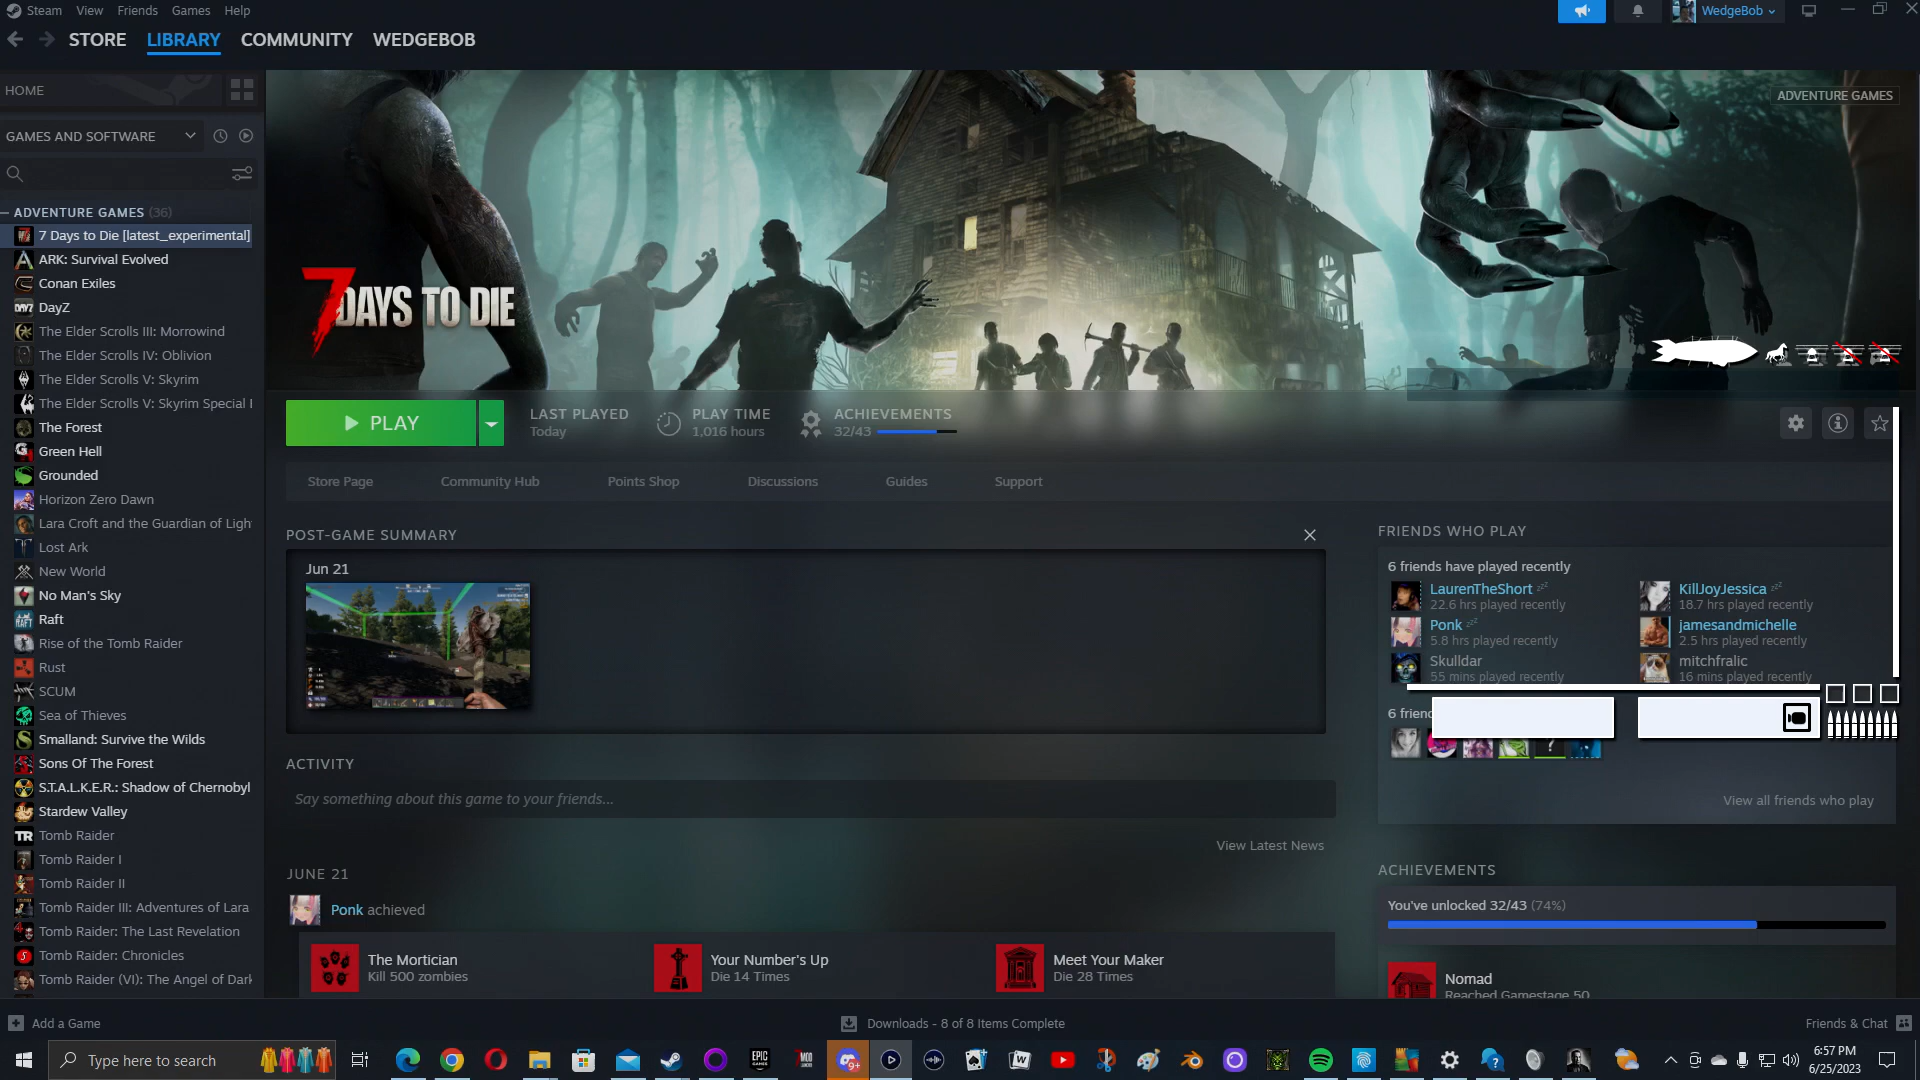 Steam View Friends Games Help
WedgeBob
STORE LIBRARY COMMUNITY WEDGEBOB
HOME
GAMES AND SOFTWARE
ADVENTURE GAMES (36)
7 Days to Die [latest_experimental]
ARK: Survival Evolved
Conan Exiles
DayZ
The Elder Scrolls III: Morrowind
The Elder Scrolls IV: Oblivion
The Elder Scrolls V: Skyrim
The Elder Scrolls V: Skyrim Special
The Forest
Green Hell
Grounded
Horizon Zero Dawn
Lara Croft and the Guardian of Ligh
Lost Ark
New World
No Man's Sky
Raft
Rise of the Tomb Raider
Rust
SCUM
Sea of Thieves
Smalland: Survive the Wilds
Sons Of The Forest
S.T.A.L.K.E.R.: Shadow of Chernobyl
Stardew Valley
Tomb Raider
Tomb Raider I
Tomb Raider II
Tomb Raider III: Adventures of Lara
Tomb Raider: The Last Revelation
Tomb Raider: Chronicles
Tomb Raider (VI): The Angel of Dark
ADVENTURE GAMES
7 DAYS TO DIE
PLAY
LAST PLAYED
Today
PLAY TIME
1,016 hours
ACHIEVEMENTS
32/43
Store Page Community Hub Points Shop Discussions Guides Support
POST-GAME SUMMARY
Jun 21
ACTIVITY
Say something about this game to your friends...
View Latest News
JUNE 21
Ponk achieved
The Mortician
Kill 500 zombies
Your Number's Up
Die 14 Times
Meet Your Maker
Die 28 Times
FRIENDS WHO PLAY
6 friends have played recently
LaurenTheShort
22.6 hrs played recently
KillJoyJessica
18.7 hrs played recently
Ponk
5.8 hrs played recently
jamesandmichelle
2.5 hrs played recently
Skulldar
55 mins played recently
mitchfralic
16 mins played recently
6 friend
View all friends who play
ACHIEVEMENTS
You've unlocked 32/43 (74%)
Nomad
Reached Gamestage 50
Add a Game
Downloads - 8 of 8 Items Complete
Friends & Chat
Type here to search
9+
6:57 PM
6/25/2023